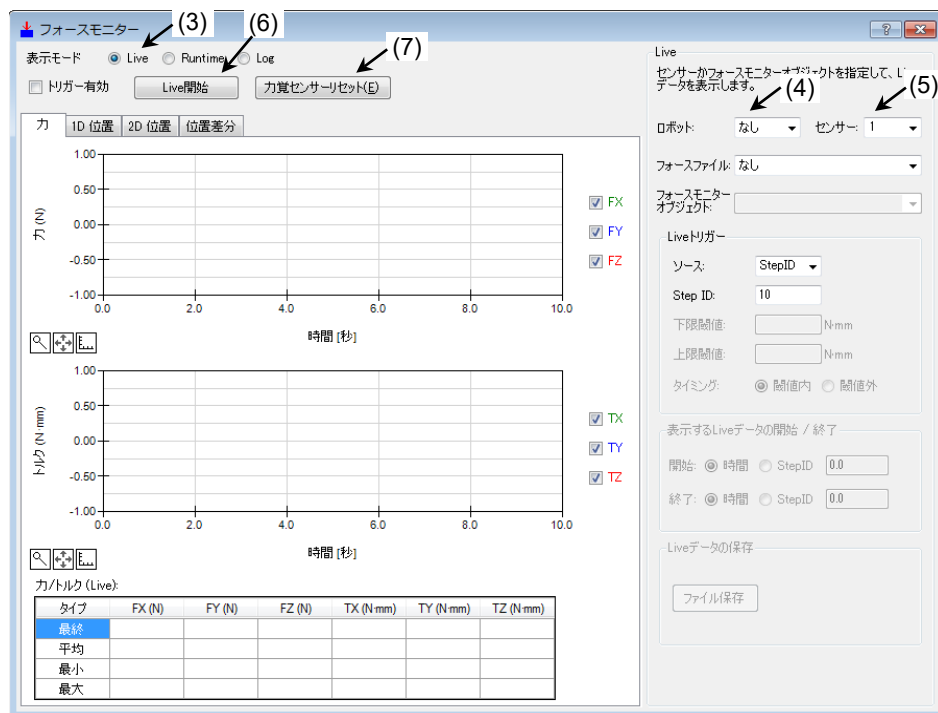 フォースモニター
(3)
(6)
(7)
表示モード Live Runtime Log
トリガー有効 Live開始 力覚センサーリセット(E)
力 1D 位置 2D 位置 位置差分
力 (N)
1.00
0.50
0.00
-0.50
-1.00
0.0 2.0 4.0 6.0 8.0 10.0
時間 [秒]
FX
FY
FZ
トルク (N·mm)
1.00
0.50
0.00
-0.50
-1.00
0.0 2.0 4.0 6.0 8.0 10.0
時間 [秒]
TX
TY
TZ
力/トルク (Live):
タイプ FX (N) FY (N) FZ (N) TX (N·mm) TY (N·mm) TZ (N·mm)
最終
平均
最小
最大
Live
センサーかフォースモニターオブジェクトを指定して、
データを表示します。
(4)
(5)
ロボット: なし センサー: 1
フォースファイル: なし
フォースモニター
オブジェクト:
Liveトリガー
ソース: StepID
Step ID: 10
下限閾値: N·mm
上限閾値: N·mm
タイミング: 閾値内 閾値外
表示するLiveデータの開始 / 終了
開始: 時間 StepID 0.0
終了: 時間 StepID 0.0
Liveデータの保存
ファイル保存